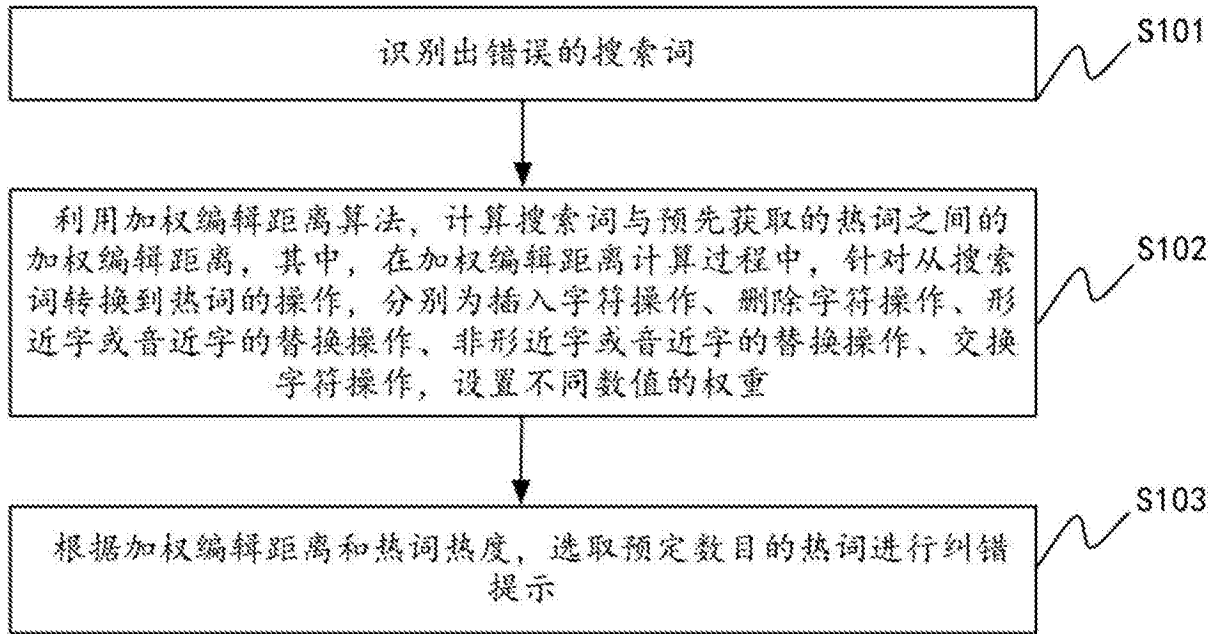 识别出错误的搜索词
S101
利用加权编辑距离算法，计算搜索词与预先获取的热词之间的
加权编辑距离，其中，在加权编辑距离计算过程中，针对从搜索
词转换到热词的操作，分别为插入字符操作、删除字符操作、形
近字或音近字的替换操作、非形近字或音近字的替换操作、交换
字符操作，设置不同数值的权重
S102
根据加权编辑距离和热词热度，选取预定数目的热词进行纠错
提示
S103